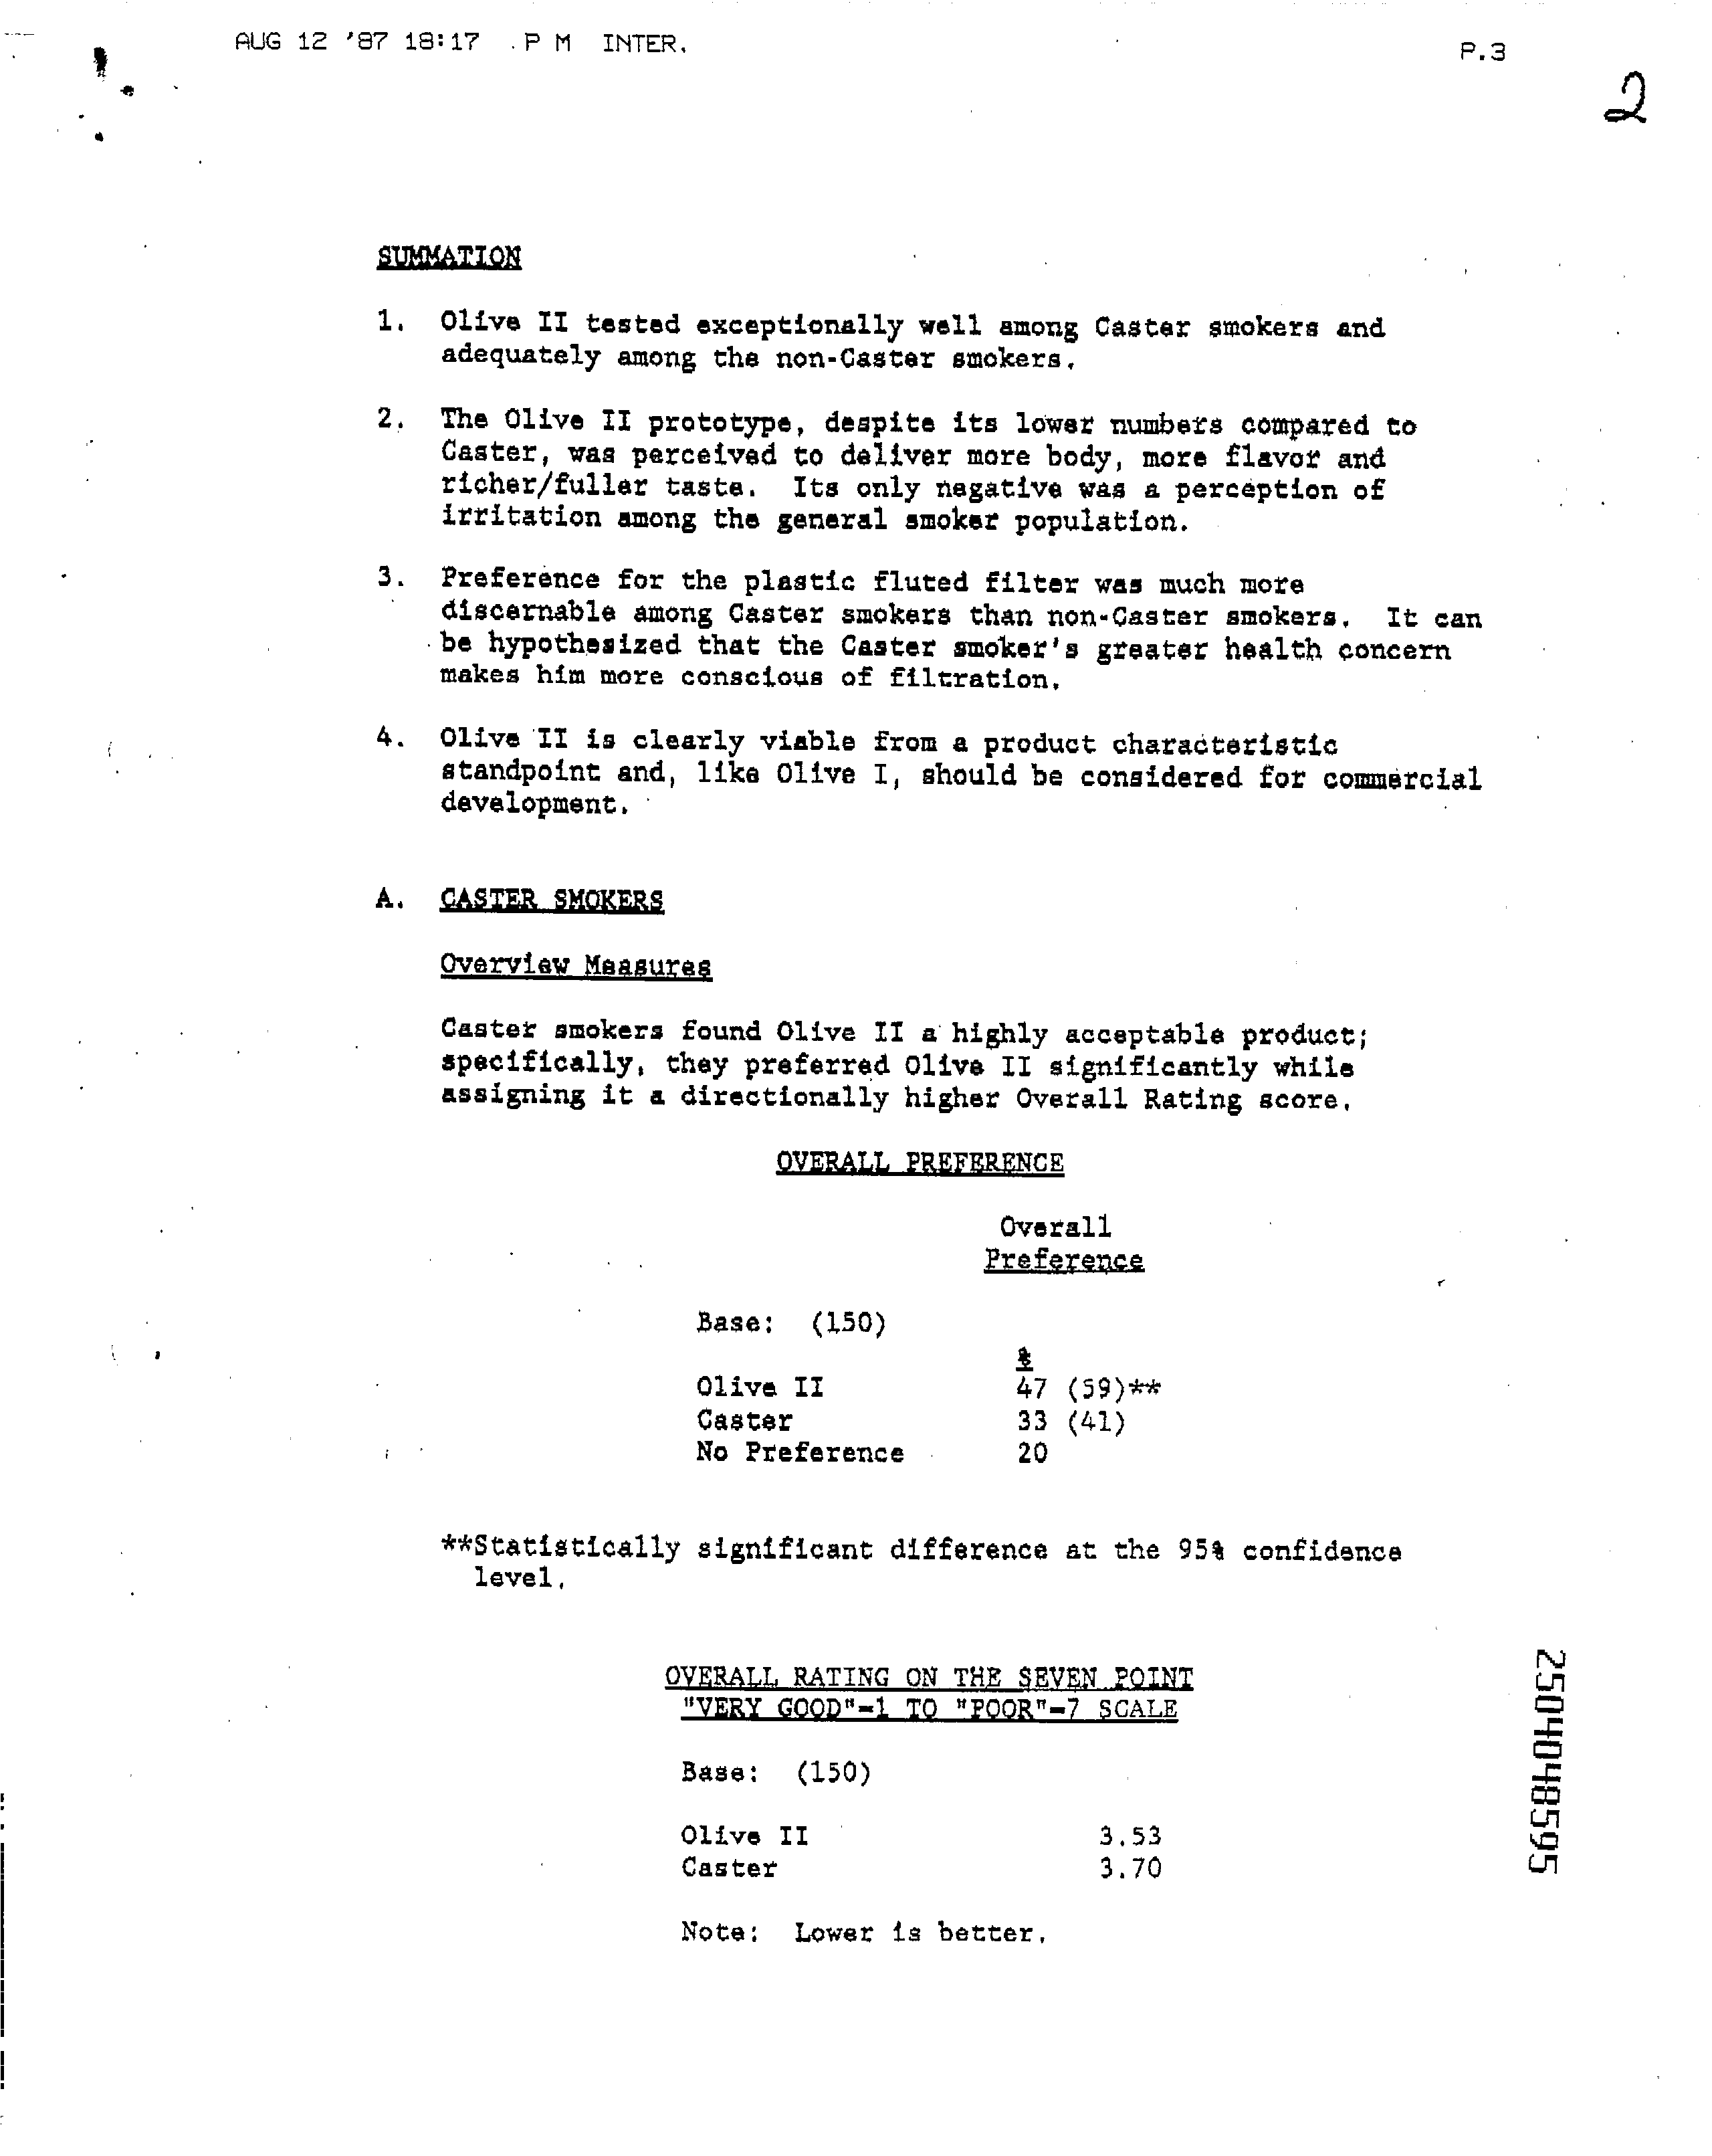 AUG 12 '87 18:17 .P M INTER.
P.3
2
SUMMATION
1. Olive II tested exceptionally well among Caster smokers and
adequately among the non-Caster smokers.
2. The Olive II prototype, despite its lower numbers compared to
Caster, was perceived to deliver more body, more flavor and
richer/fuller taste. Its only negative was a perception of
irritation among the general smoker population.
3. Preference for the plastic fluted filter was much more
discernable among Caster smokers than non-Caster smokers. It can
be hypothesized that the Caster smoker's greater health concern
makes him more conscious of filtration.
4. Olive II is clearly viable from a product characteristic
standpoint and, like Olive I, should be considered for commercial
development.
A. CASTER SMOKERS
Overview Measures
Caster smokers found Olive II a highly acceptable product;
specifically, they preferred Olive II significantly while
assigning it a directionally higher Overall Rating score.
OVERALL PREFERENCE
Overall
Preference
Base: (150)
%
Olive II 47 (59)**
Caster 33 (41)
No Preference 20
**Statistically significant difference at the 95% confidence
level.
OVERALL RATING ON THE SEVEN POINT
"VERY GOOD"=1 TO "POOR"=7 SCALE
Base: (150)
Olive II 3.53
Caster 3.70
Note: Lower is better.
2504048595